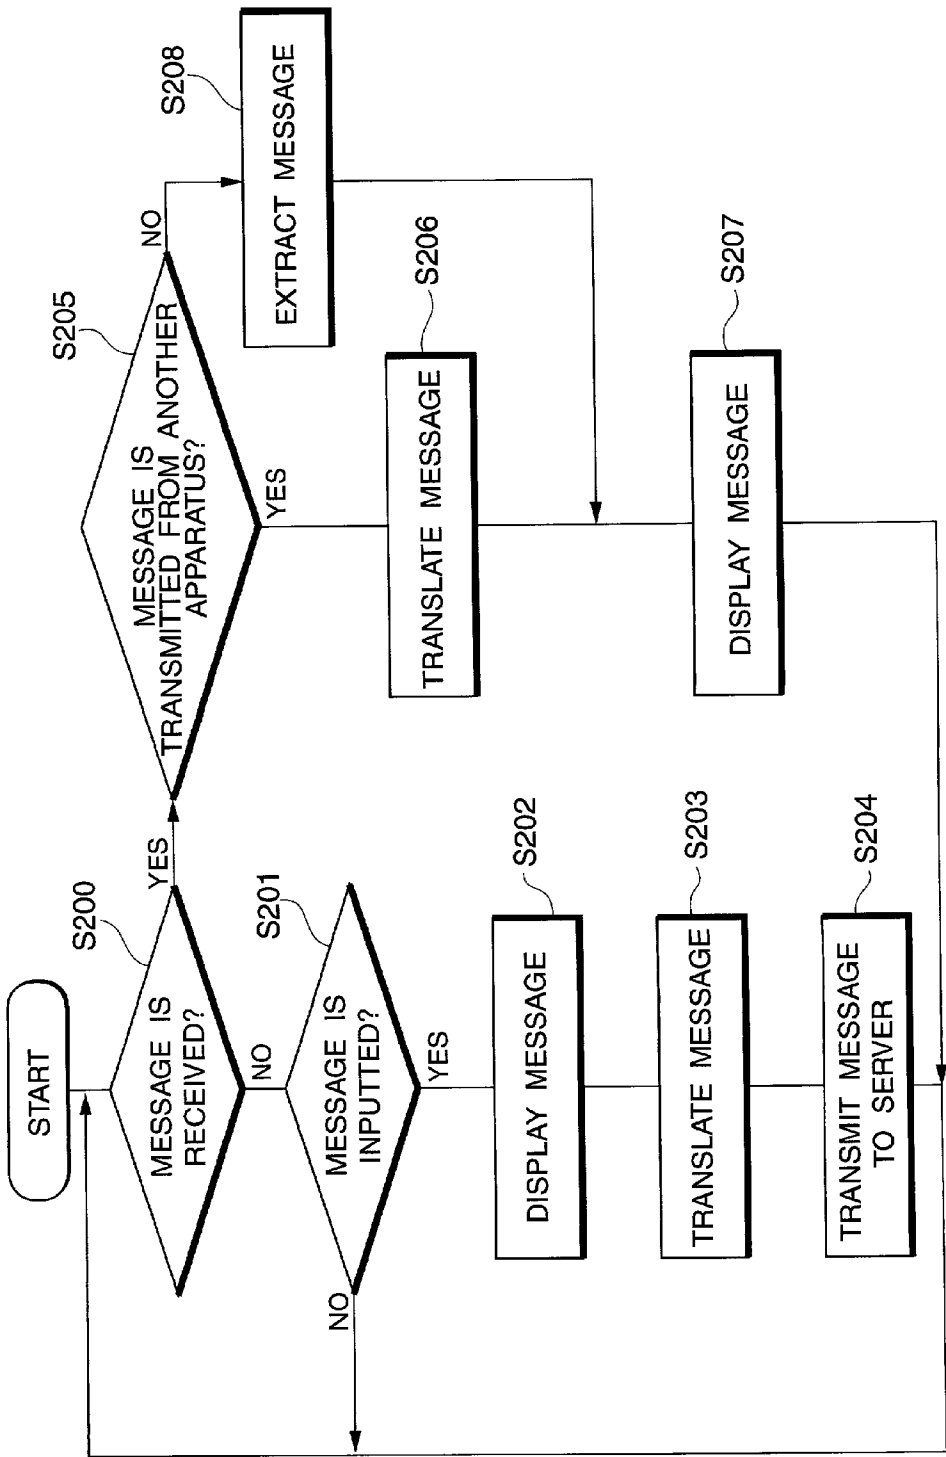 START
S200
MESSAGE IS
RECEIVED?
YES
NO
S201
MESSAGE IS
INPUTTED?
NO
YES
S202
DISPLAY MESSAGE
S203
TRANSLATE MESSAGE
S204
TRANSMIT MESSAGE
TO SERVER
S205
MESSAGE IS
TRANSMITTED FROM ANOTHER
APPARATUS?
NO
YES
S208
EXTRACT MESSAGE
S206
TRANSLATE MESSAGE
S207
DISPLAY MESSAGE